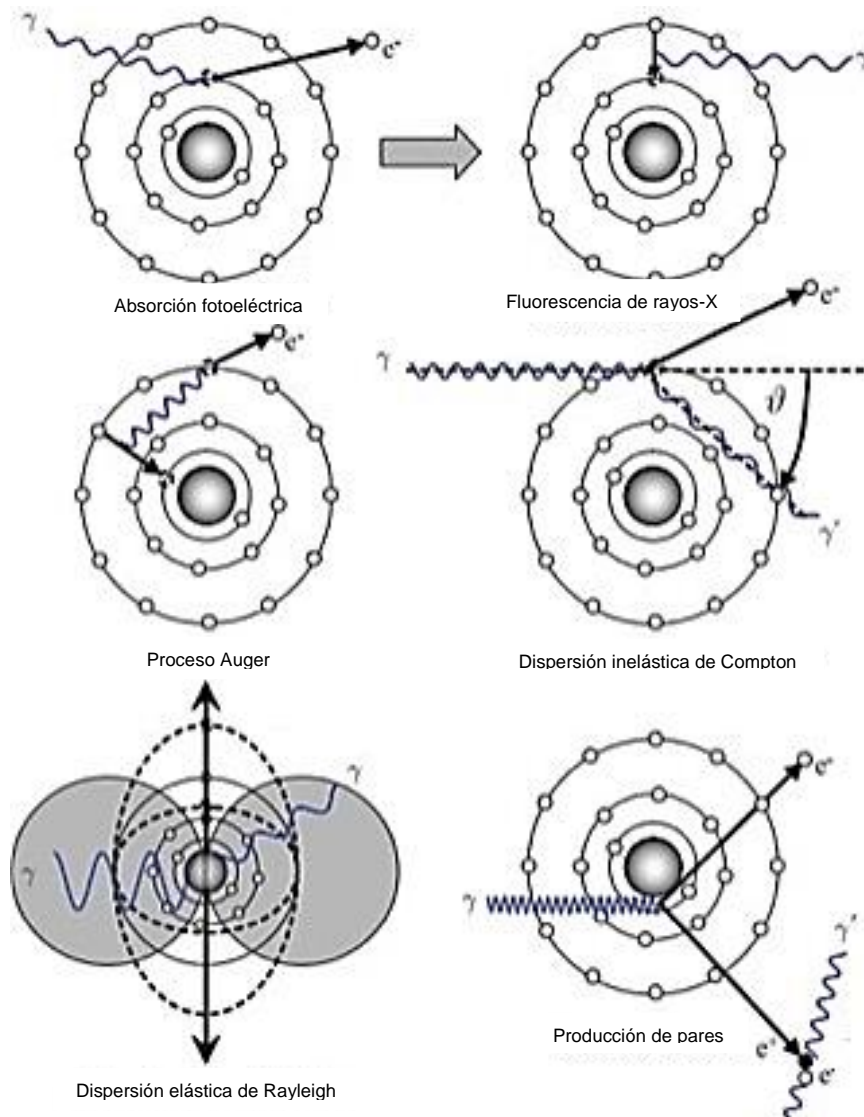 γ
e-
γ
Absorción fotoeléctrica
Fluorescencia de rayos-X
e-
γ
e-
ϑ
γ'
Proceso Auger
Dispersión inelástica de Compton
γ
γ
e-
γ
γ'
Producción de pares
e+
e-
Dispersión elástica de Rayleigh